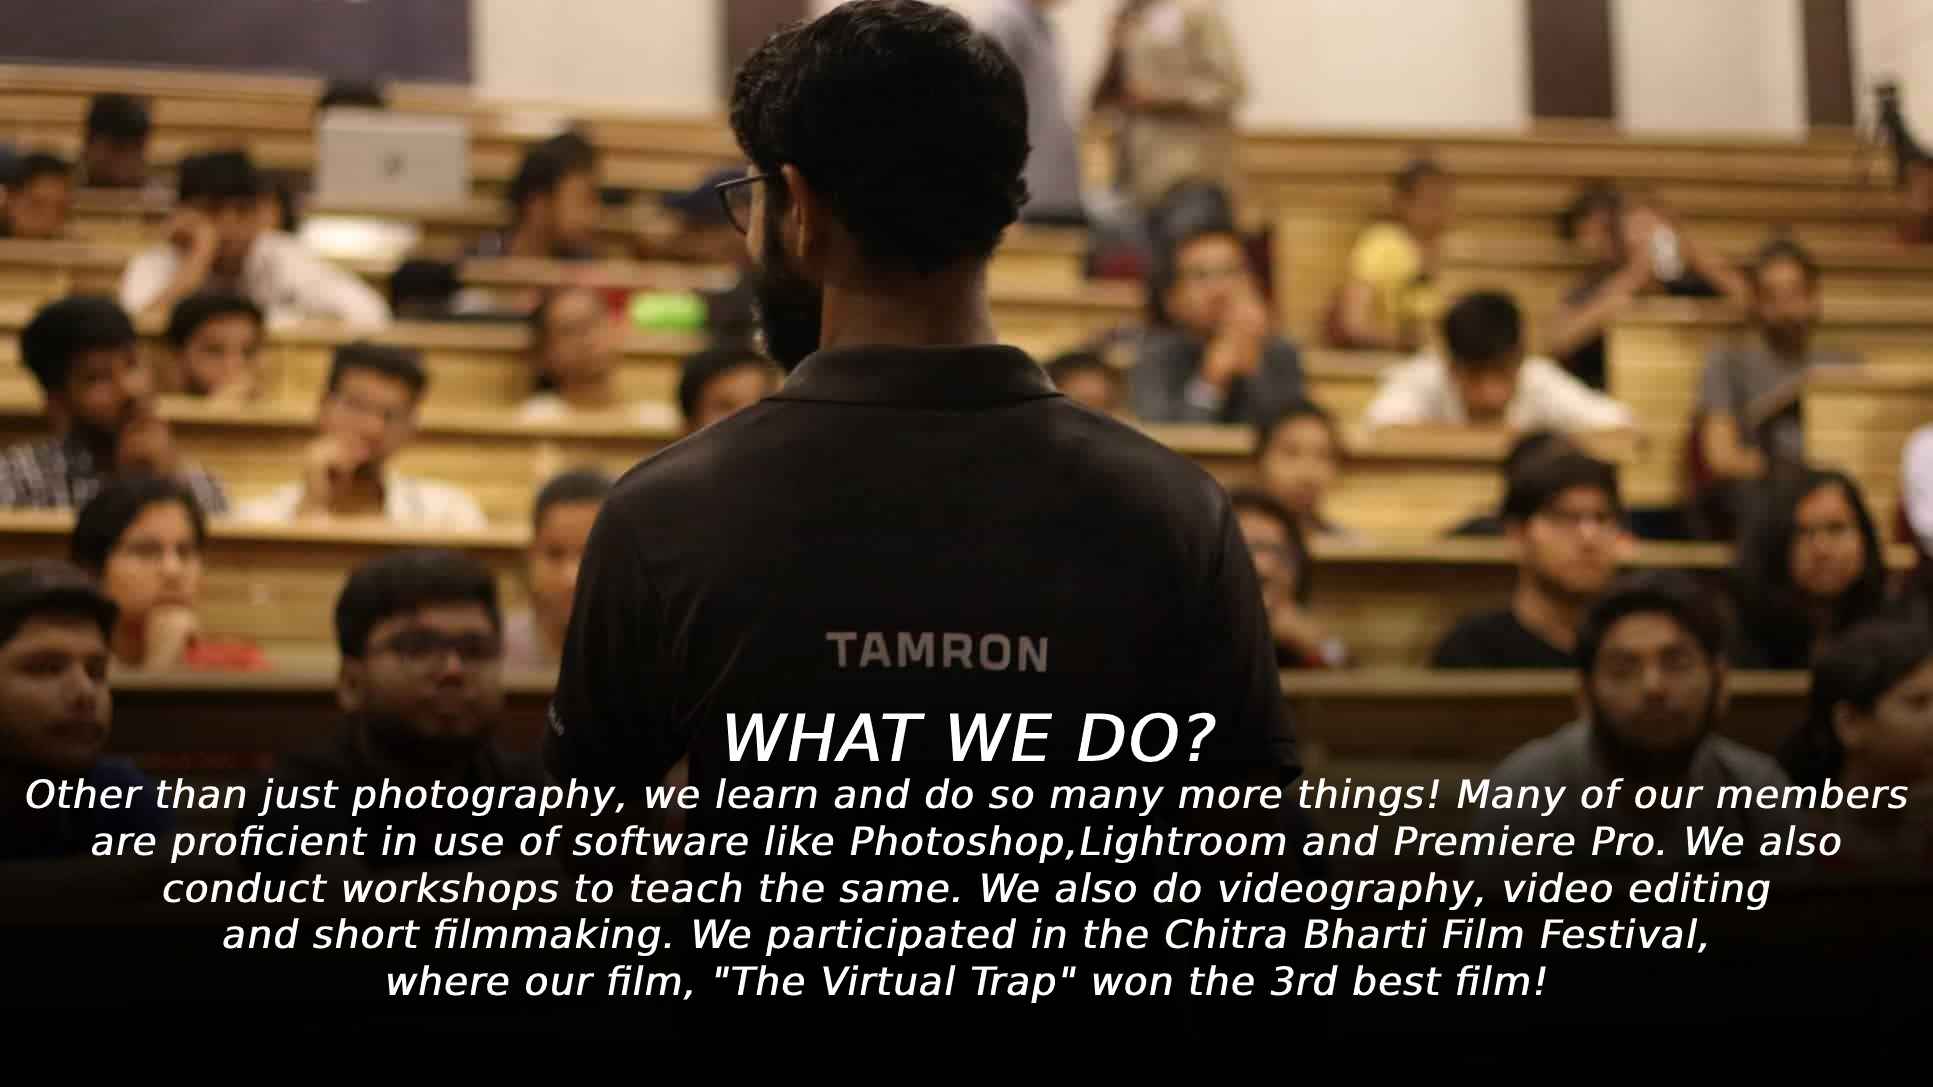 TAMRON
WHAT WE DO?
Other than just photography, we learn and do so many more things! Many of our members
are proficient in use of software like Photoshop,Lightroom and Premiere Pro. We also
conduct workshops to teach the same. We also do videography, video editing
and short filmmaking. We participated in the Chitra Bharti Film Festival,
where our film, "The Virtual Trap" won the 3rd best film!